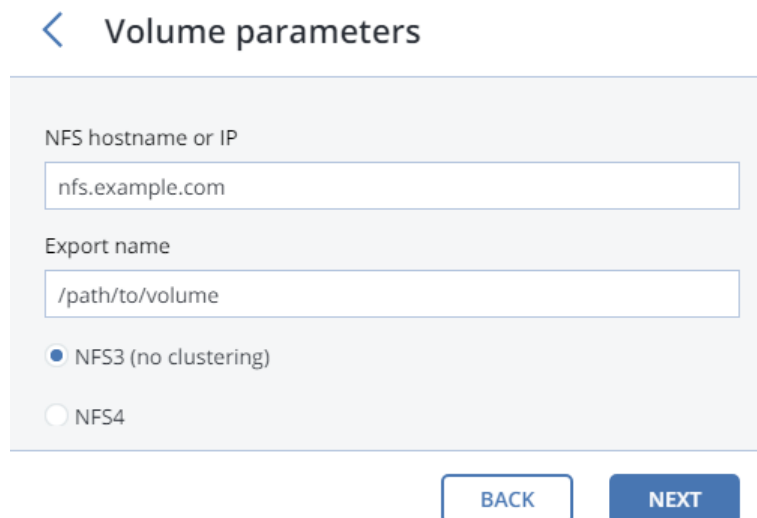 Volume parameters
NFS hostname or IP
nfs.example.com
Export name
/path/to/volume
NFS3 (no clustering)
NFS4
BACK NEXT